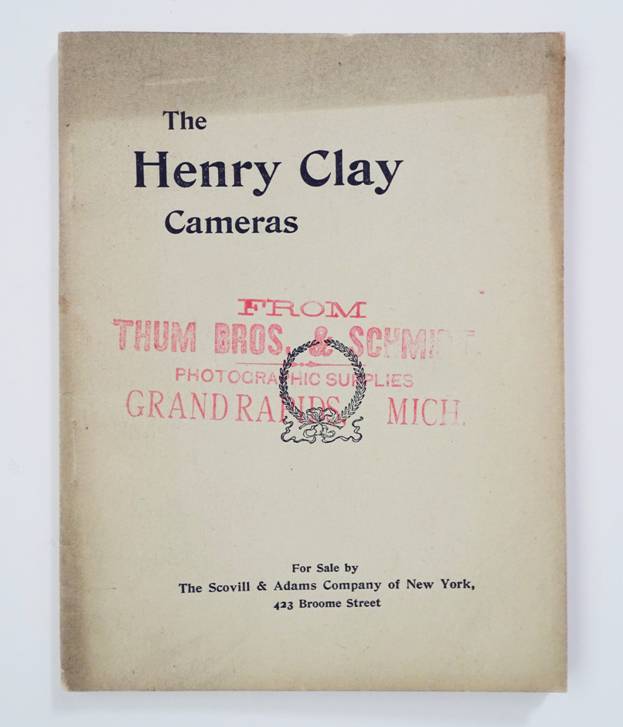 The
Henry Clay
Cameras
FROM
THUM BROS. & SCHMIDT.
PHOTOGRAPHIC SUPPLIES
GRAND RAPIDS, MICH.
For Sale by
The Scovill & Adams Company of New York,
423 Broome Street